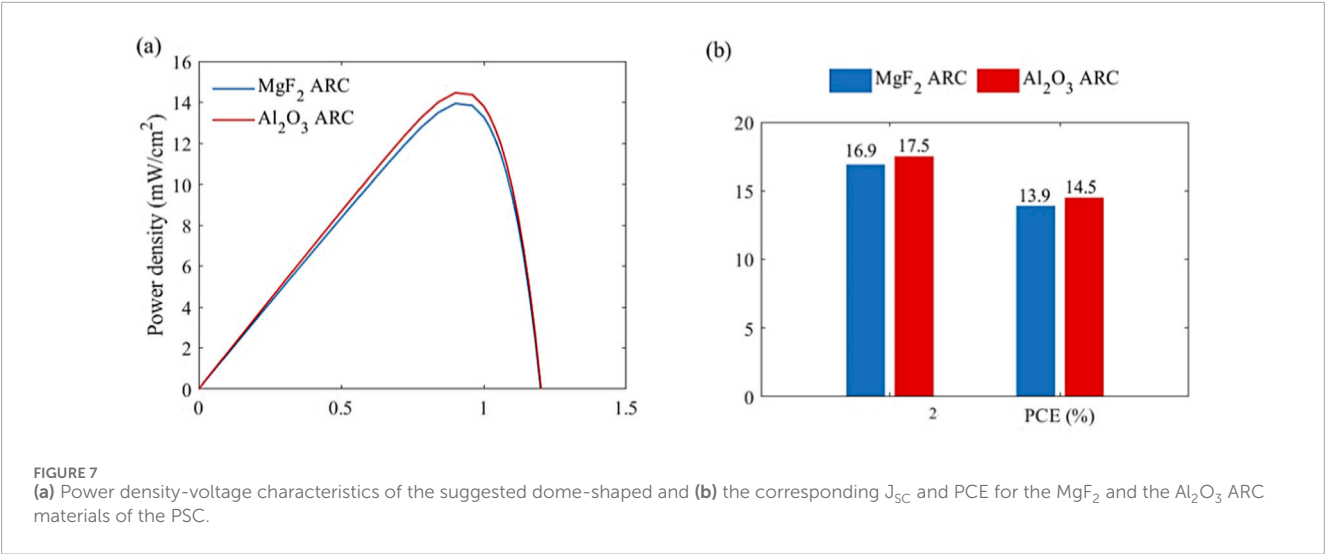 (a)
16
14
12
10
8
6
4
2
0
Power density (mW/cm²)
MgF₂ ARC
Al₂O₃ ARC
0 0.5 1 1.5
(b)
MgF₂ ARC Al₂O₃ ARC
20
15
10
5
0
16.9 17.5
13.9 14.5
2 PCE (%)
FIGURE 7
(a) Power density-voltage characteristics of the suggested dome-shaped and (b) the corresponding J_SC and PCE for the MgF₂ and the Al₂O₃ ARC
materials of the PSC.